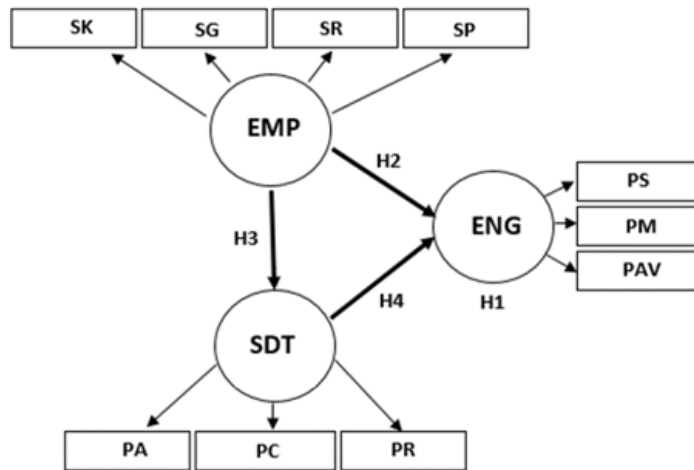 SK SG SR SP
EMP
H2
PS
PM
PAV
ENG
H3
H4
H1
SDT
PA PC PR